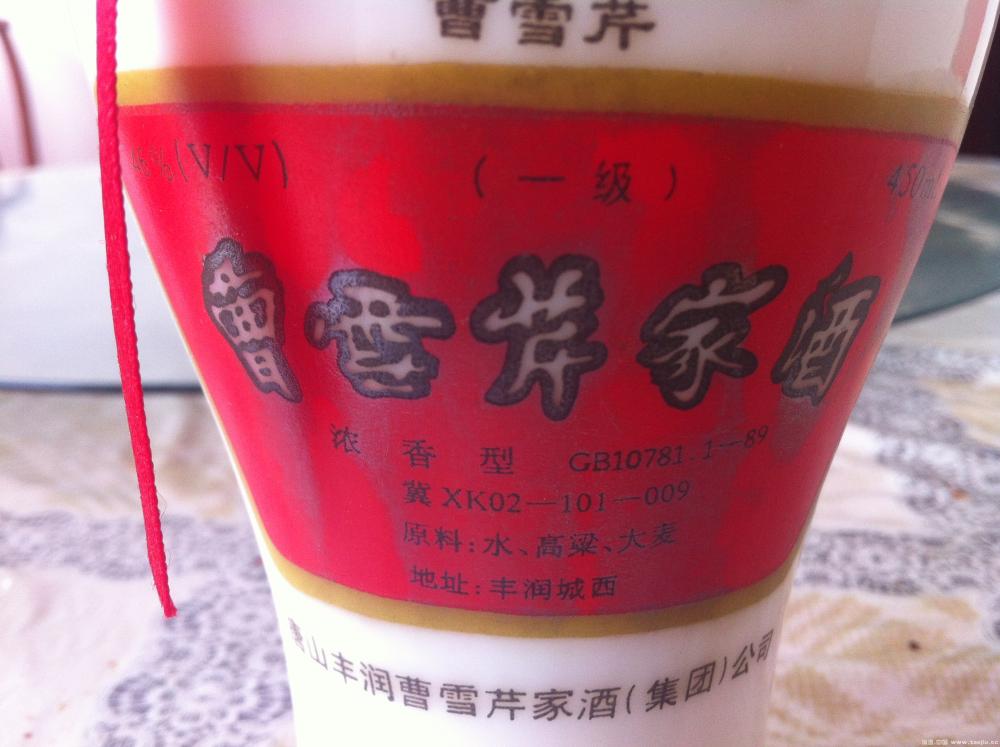 曹雪芹
46%(V/V) (一级) 450ml
曹雪芹家酒
浓香型 GB10781.1—89
冀XK02—101—009
原料:水、高粱、大麦
地址:丰润城西
唐山丰润曹雪芹家酒(集团)公司